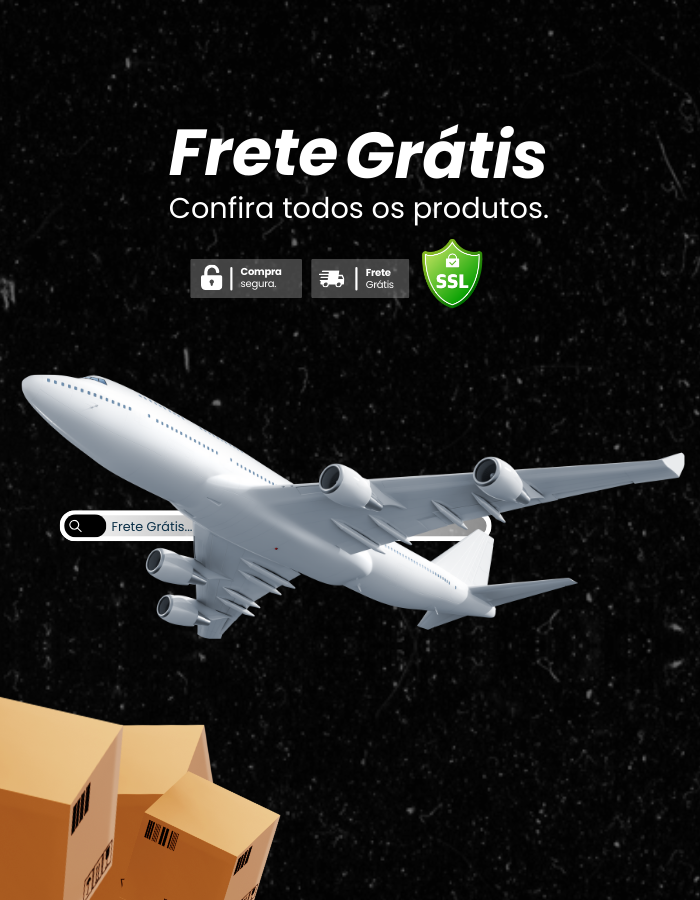 Frete Grátis
Confira todos os produtos.
Compra
segura.
Frete
Grátis
SSL
Frete Grátis...